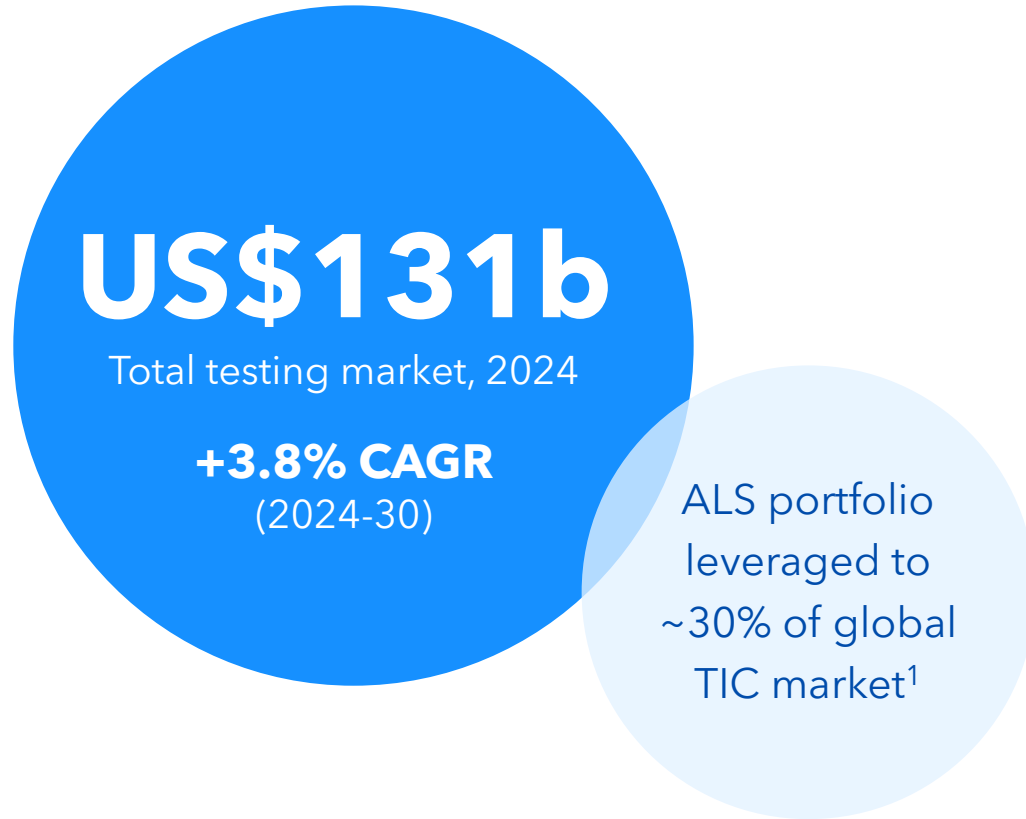 US$131b
Total testing market, 2024
+3.8% CAGR
(2024-30)
ALS portfolio
leveraged to
~30% of global
TIC market¹